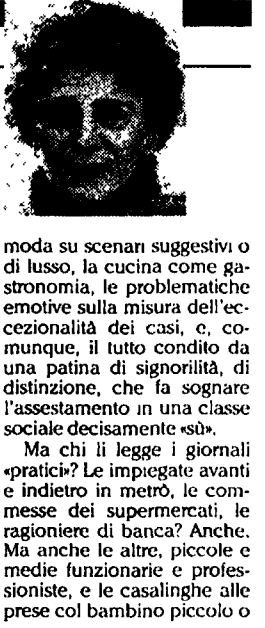 moda su scenari suggestivi o
di lusso, la cucina come ga-
stronomia, le problematiche
emotive sulla misura dell'ec-
cezionalità dei casi, e, co-
munque, il tutto condito da
una patina di signorilità, di
distinzione, che fa sognare
l'assestamento in una classe
sociale decisamente «sù».
Ma chi li legge i giornali
«pratici»? Le impiegate avanti
e indietro in metrò, le com-
messe dei supermercati, le
ragioniere di banca? Anche.
Ma anche le altre, piccole e
medie funzionarie e profes-
sioniste, e le casalinghe alle
prese col bambino piccolo o